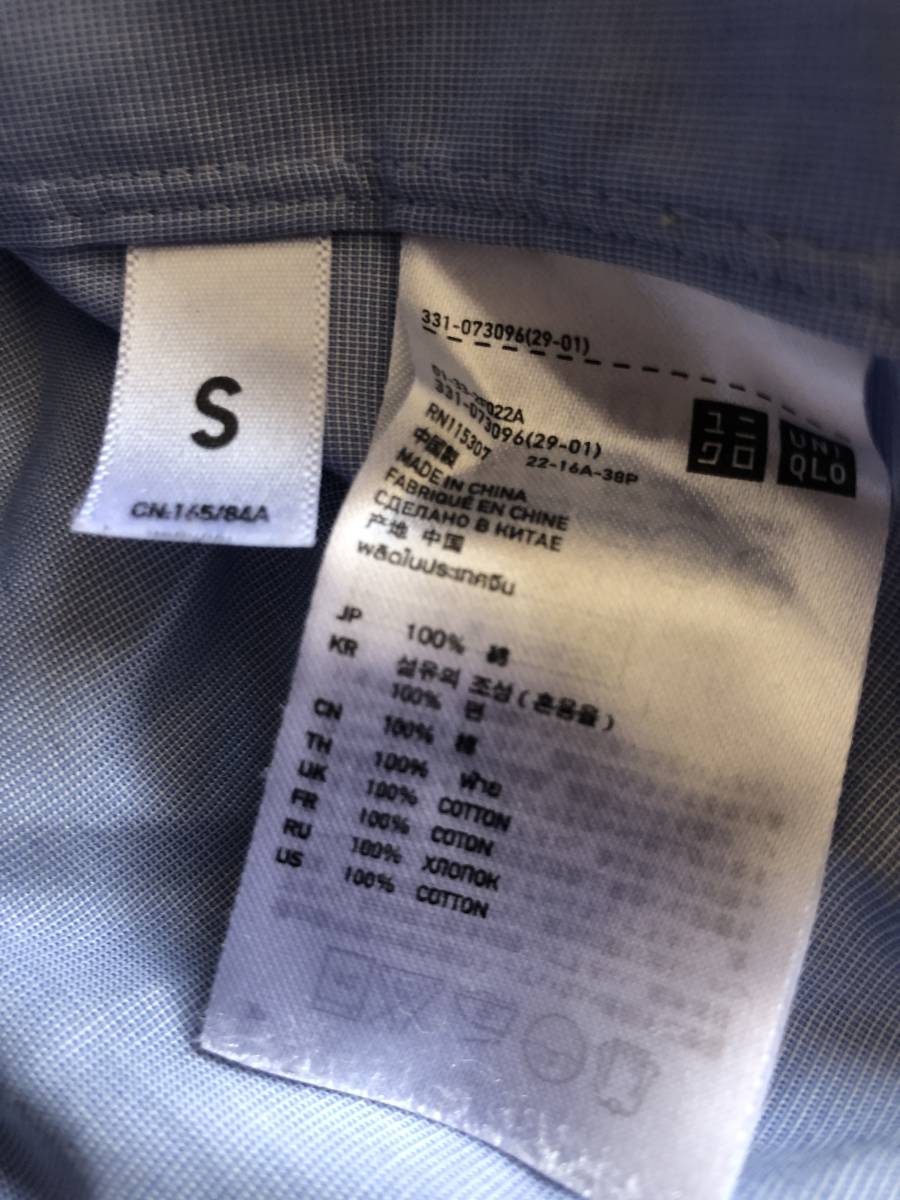 S
CN.165/84A
331-073096(29-01)
022A
331-073096(29-01)
RN115307
22-16A-38P
ユニ
クロ
UNI
QLO
中国製
MADE IN CHINA
FABRIQUÉ EN CHINE
СДЕЛАНО В КИТАЕ
产地 中国
ผลิตในประเทศจีน
JP 100% 綿
KR 섬유의 조성 ( 혼용율 )
100% 면
CN 100% 棉
TH 100% ฝ้าย
UK 100% COTTON
FR 100% COTON
RU 100% ХЛОПОК
US 100% COTTON